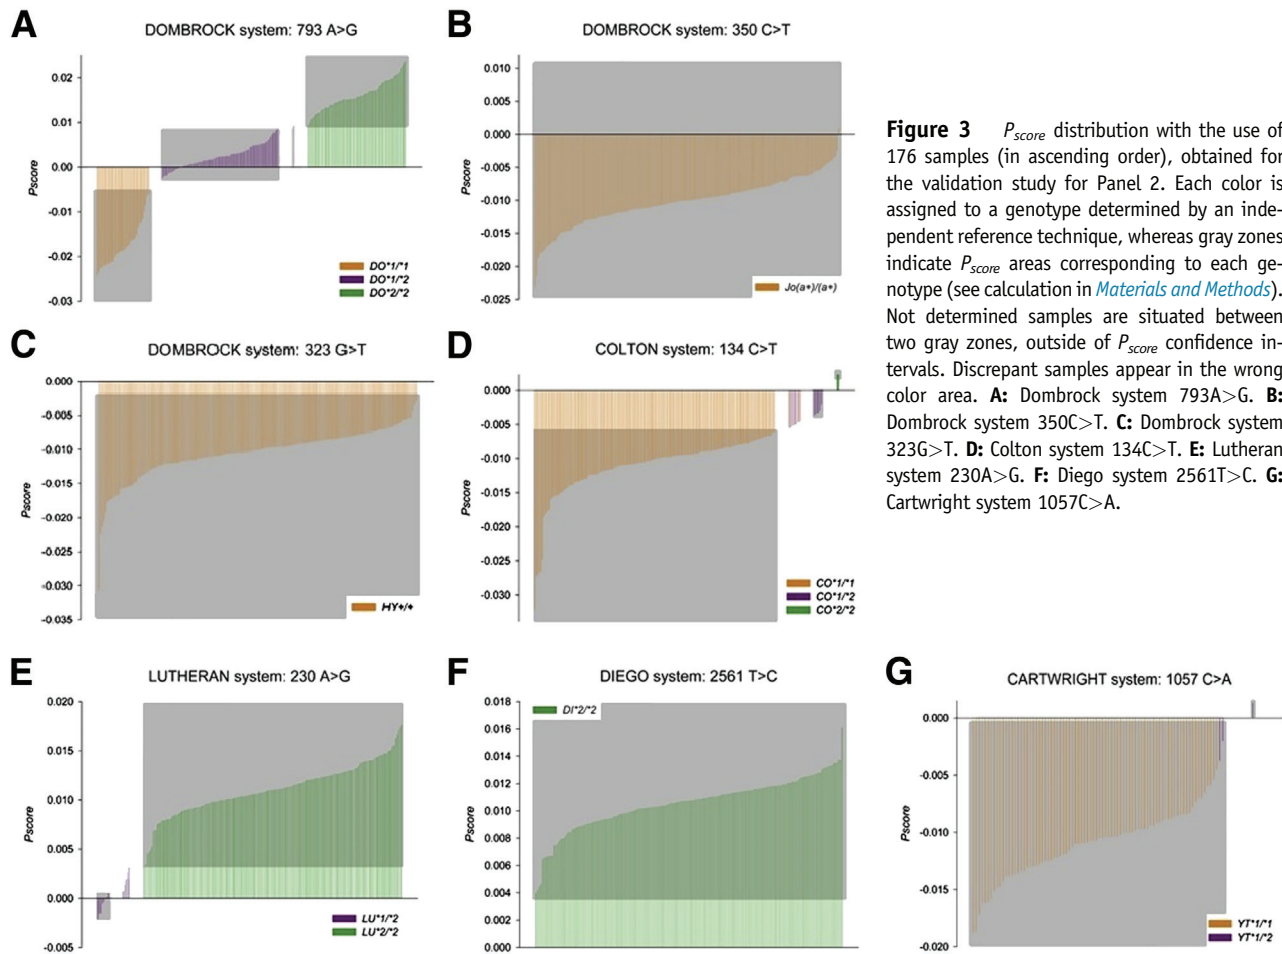 A
DOMBROCK system: 793 A>G
0.02
0.01
0.00
-0.01
-0.02
-0.03
Pscore
DO*1/*1
DO*1/*2
DO*2/*2
B
DOMBROCK system: 350 C>T
0.010
0.005
0.000
-0.005
-0.010
-0.015
-0.020
-0.025
Pscore
Jo(a+)/(a+)
Figure 3 Pscore distribution with the use of
176 samples (in ascending order), obtained for
the validation study for Panel 2. Each color is
assigned to a genotype determined by an inde-
pendent reference technique, whereas gray zones
indicate Pscore areas corresponding to each ge-
notype (see calculation in Materials and Methods).
Not determined samples are situated between
two gray zones, outside of Pscore confidence in-
tervals. Discrepant samples appear in the wrong
color area. A: Dombrock system 793A>G. B:
Dombrock system 350C>T. C: Dombrock system
323G>T. D: Colton system 134C>T. E: Lutheran
system 230A>G. F: Diego system 2561T>C. G:
Cartwright system 1057C>A.
C
DOMBROCK system: 323 G>T
0.000
-0.005
-0.010
-0.015
-0.020
-0.025
-0.030
-0.035
Pscore
HY+/+
D
COLTON system: 134 C>T
0.000
-0.005
-0.010
-0.015
-0.020
-0.025
-0.030
Pscore
CO*1/*1
CO*1/*2
CO*2/*2
E
LUTHERAN system: 230 A>G
0.020
0.015
0.010
0.005
0.000
-0.005
Pscore
LU*1/*2
LU*2/*2
F
DIEGO system: 2561 T>C
0.018
0.016
0.014
0.012
0.010
0.008
0.006
0.004
0.002
0.000
Pscore
DI*2/*2
G
CARTWRIGHT system: 1057 C>A
0.000
-0.005
-0.010
-0.015
-0.020
Pscore
YT*1/*1
YT*1/*2